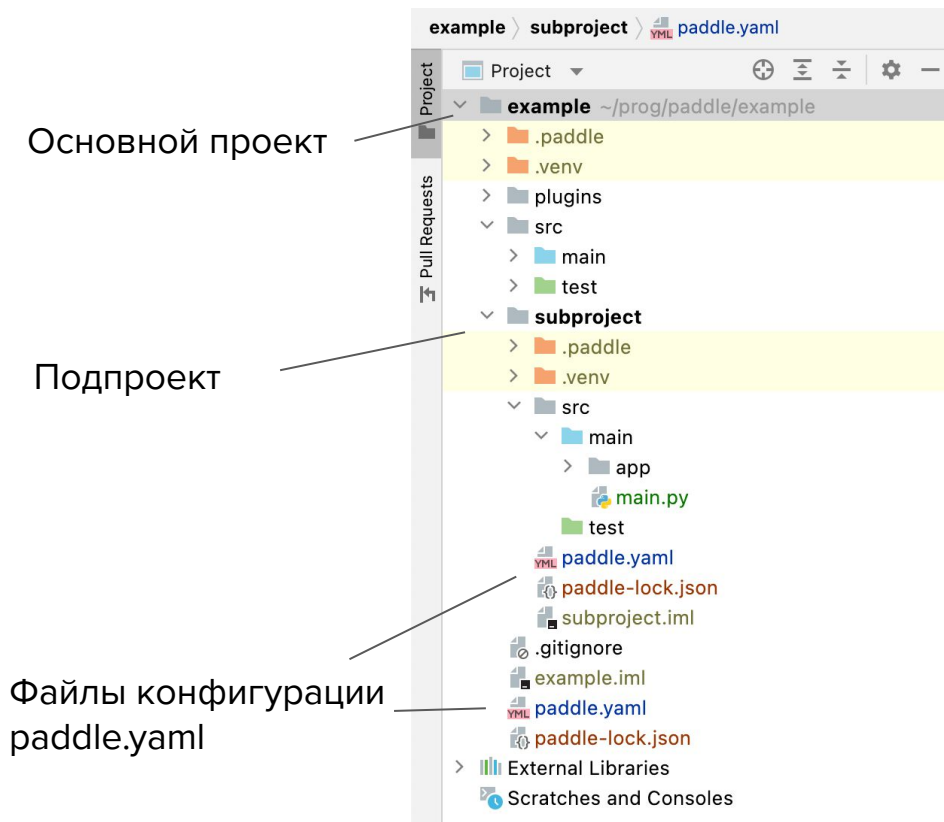 example > subproject > YML paddle.yaml
Project
Project
Pull Requests
example ~/prog/paddle/example
.paddle
.venv
plugins
src
main
test
subproject
.paddle
.venv
src
main
app
main.py
test
YML paddle.yaml
paddle-lock.json
subproject.iml
.gitignore
example.iml
YML paddle.yaml
paddle-lock.json
External Libraries
Scratches and Consoles
Основной проект
Подпроект
Файлы конфигурации
paddle.yaml